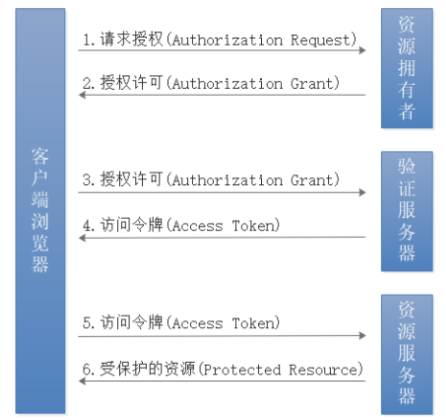 客户端浏览器
1.请求授权(Authorization Request)
2.授权许可(Authorization Grant)
资源拥有者
3.授权许可(Authorization Grant)
4.访问令牌(Access Token)
验证服务器
5.访问令牌(Access Token)
6.受保护的资源(Protected Resource)
资源服务器